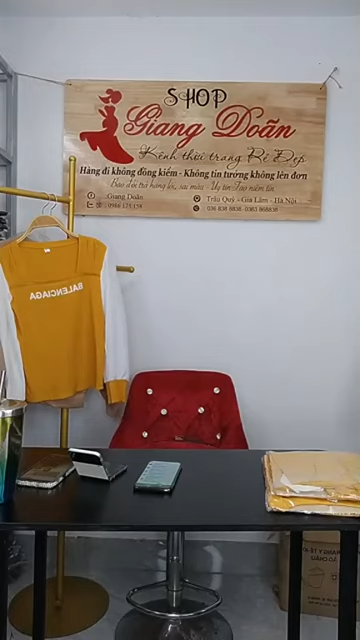 SHOP
Giang Doãn
Kênh thời trang Rẻ Đẹp
Hàng đi không đồng kiểm - Không tin tưởng không lên đơn
Bao đổi trả hàng lỗi, sai mẫu - Uy tín Tạo niềm tin
: Giang Doãn
Trâu Quỳ - Gia Lâm - Hà Nội
BALENCIAGA